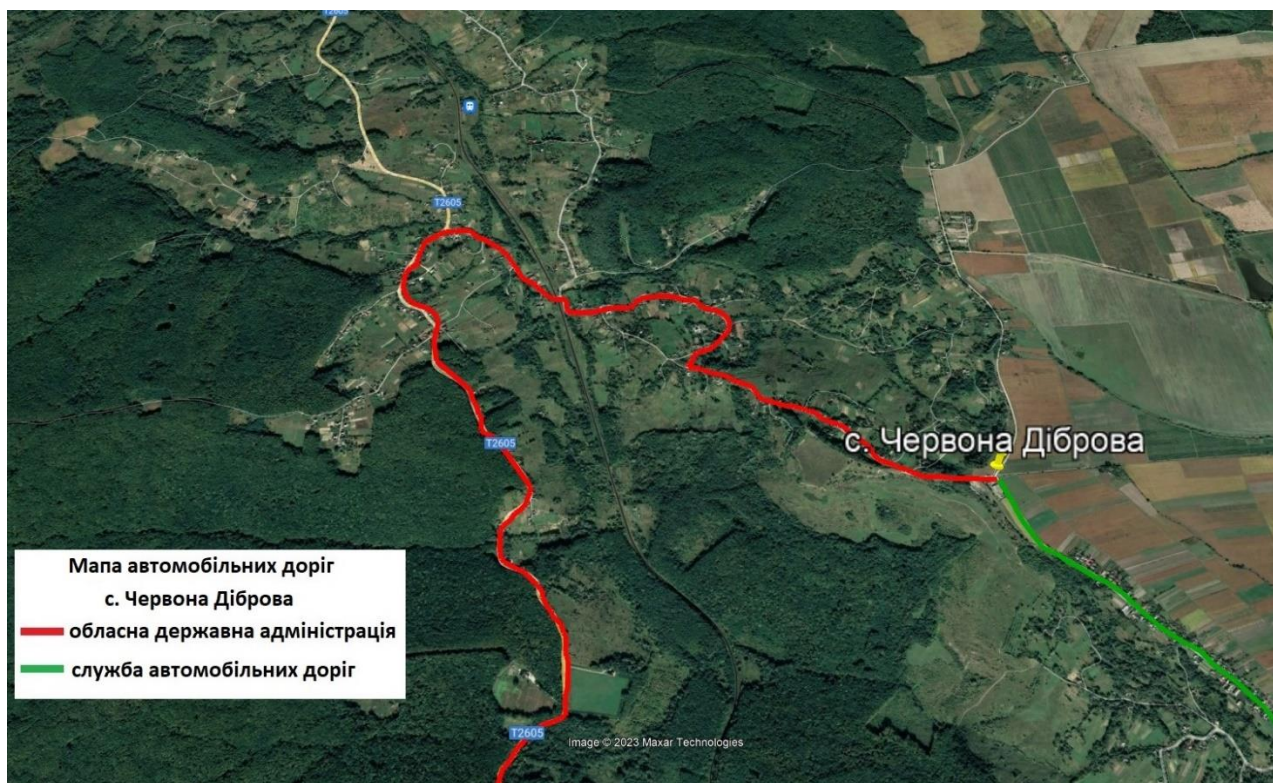 T2605
T2605
с. Червона Діброва
T2605
Мапа автомобільних доріг
с. Червона Діброва
обласна державна адміністрація
служба автомобільних доріг
T2605
Image © 2023 Maxar Technologies